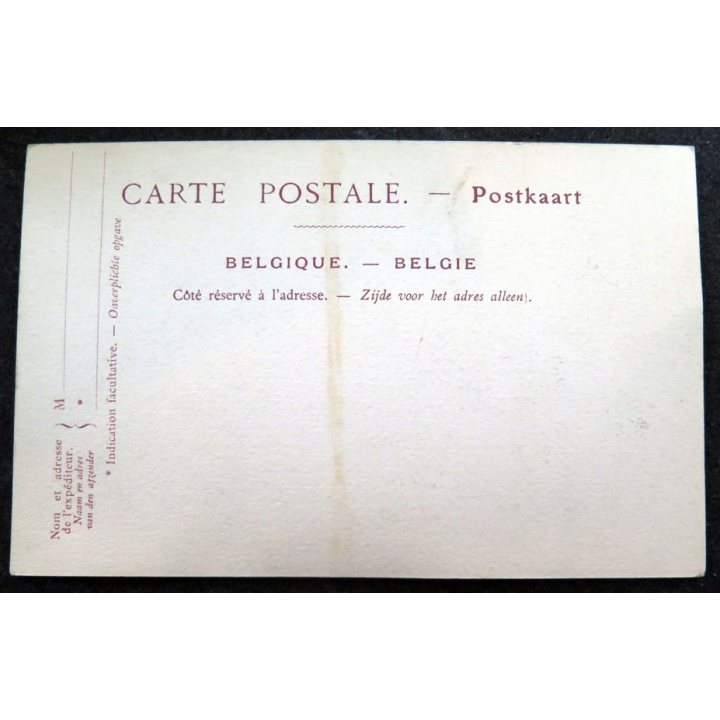 CARTE POSTALE. — Postkaart
BELGIQUE. — BELGIE
Côté réservé à l'adresse. — Zijde voor het adres alleen).
Nom et adresse
de l'expéditeur.
Naam en adres
van den afzender
} M
} *
* Indication facultative. — Onverplichte opgave